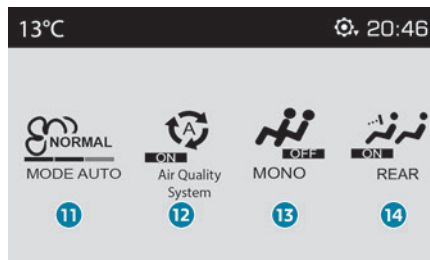 13°C 20:46
NORMAL
A
ON OFF ON
MODE AUTO Air Quality System MONO REAR
11 12 13 14